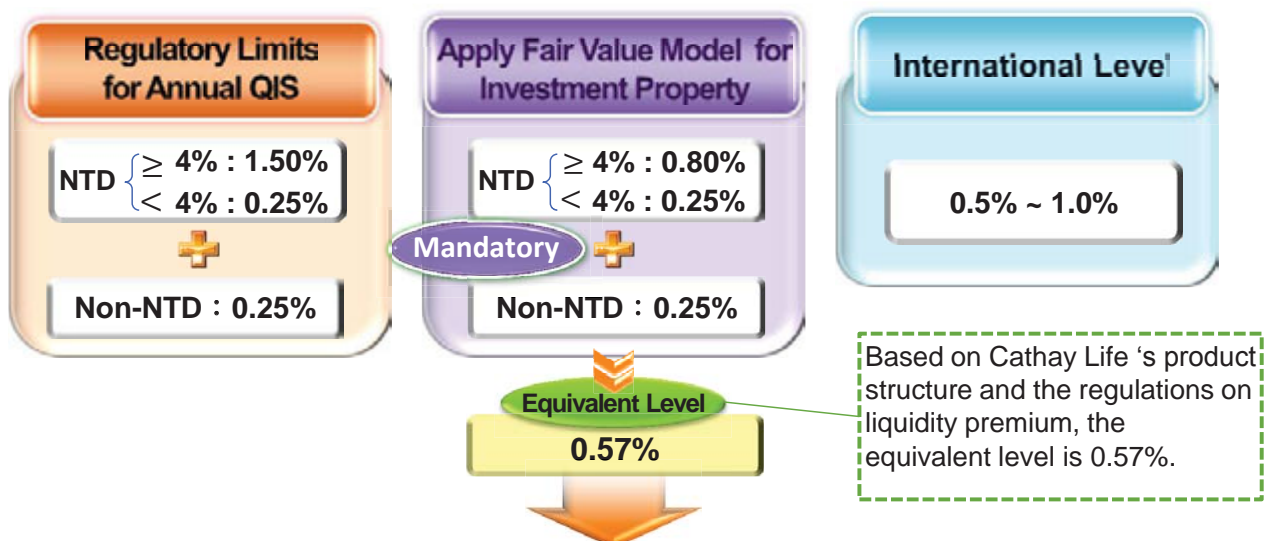 Regulatory Limits
for Annual QIS
NTD
≥ 4% : 1.50%
< 4% : 0.25%
Non-NTD：0.25%
Apply Fair Value Model for
Investment Property
NTD
≥ 4% : 0.80%
< 4% : 0.25%
Mandatory
Non-NTD：0.25%
Equivalent Level
0.57%
International Level
0.5% ~ 1.0%
Based on Cathay Life ‘s product
structure and the regulations on
liquidity premium, the
equivalent level is 0.57%.